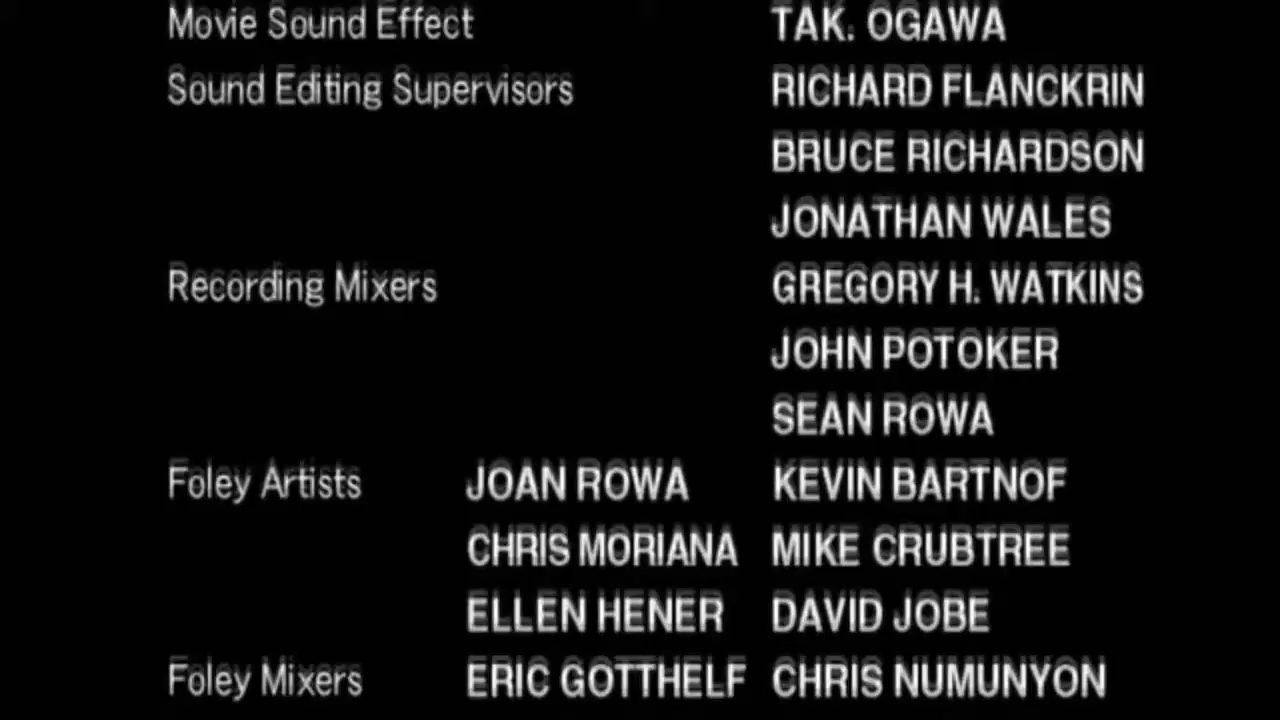 Movie Sound Effect TAK. OGAWA
Sound Editing Supervisors RICHARD FLANCKRIN
BRUCE RICHARDSON
JONATHAN WALES
Recording Mixers GREGORY H. WATKINS
JOHN POTOKER
SEAN ROWA
Foley Artists JOAN ROWA KEVIN BARTNOF
CHRIS MORIANA MIKE CRUBTREE
ELLEN HENER DAVID JOBE
Foley Mixers ERIC GOTTHELF CHRIS NUMUNYON